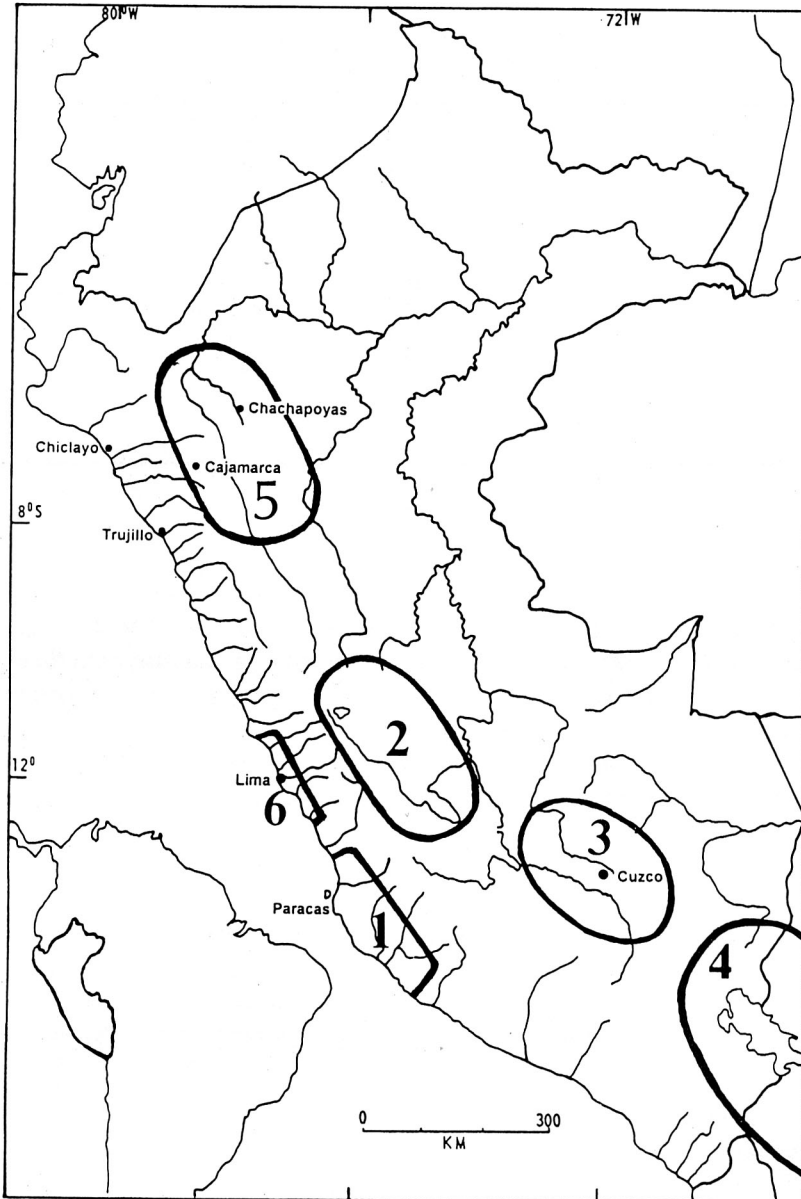 80°W
72°W
Chachapoyas
Chiclayo
Cajamarca
5
8°S
Trujillo
2
12°
Lima
6
3
Cuzco
Paracas
1
4
0 300
KM